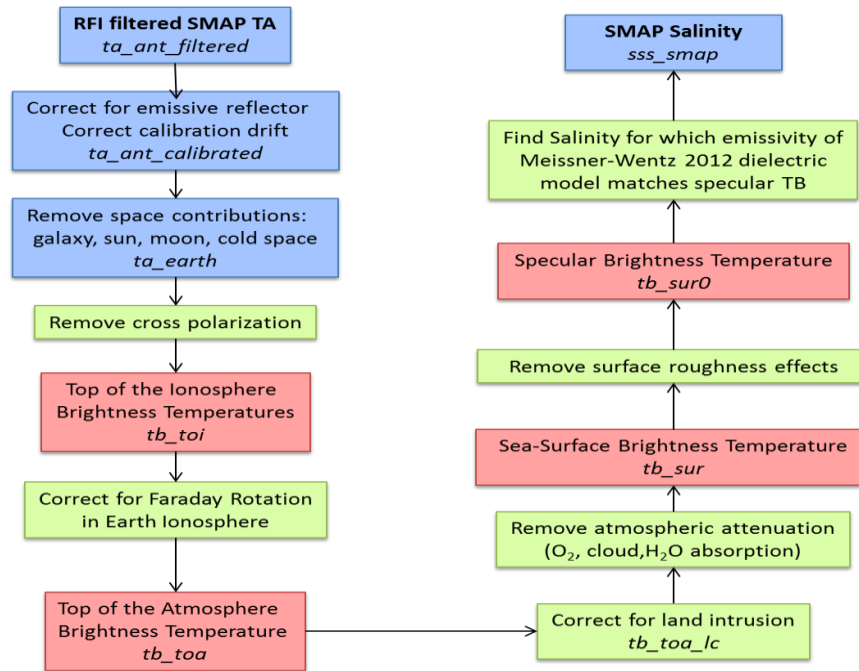 RFI filtered SMAP TA
ta_ant_filtered
Correct for emissive reflector
Correct calibration drift
ta_ant_calibrated
Remove space contributions:
galaxy, sun, moon, cold space
ta_earth
Remove cross polarization
Top of the Ionosphere
Brightness Temperatures
tb_toi
Correct for Faraday Rotation
in Earth Ionosphere
Top of the Atmosphere
Brightness Temperature
tb_toa
Correct for land intrusion
tb_toa_lc
Remove atmospheric attenuation
(O₂, cloud,H₂O absorption)
Sea-Surface Brightness Temperature
tb_sur
Remove surface roughness effects
Specular Brightness Temperature
tb_sur0
Find Salinity for which emissivity of
Meissner-Wentz 2012 dielectric
model matches specular TB
SMAP Salinity
sss_smap